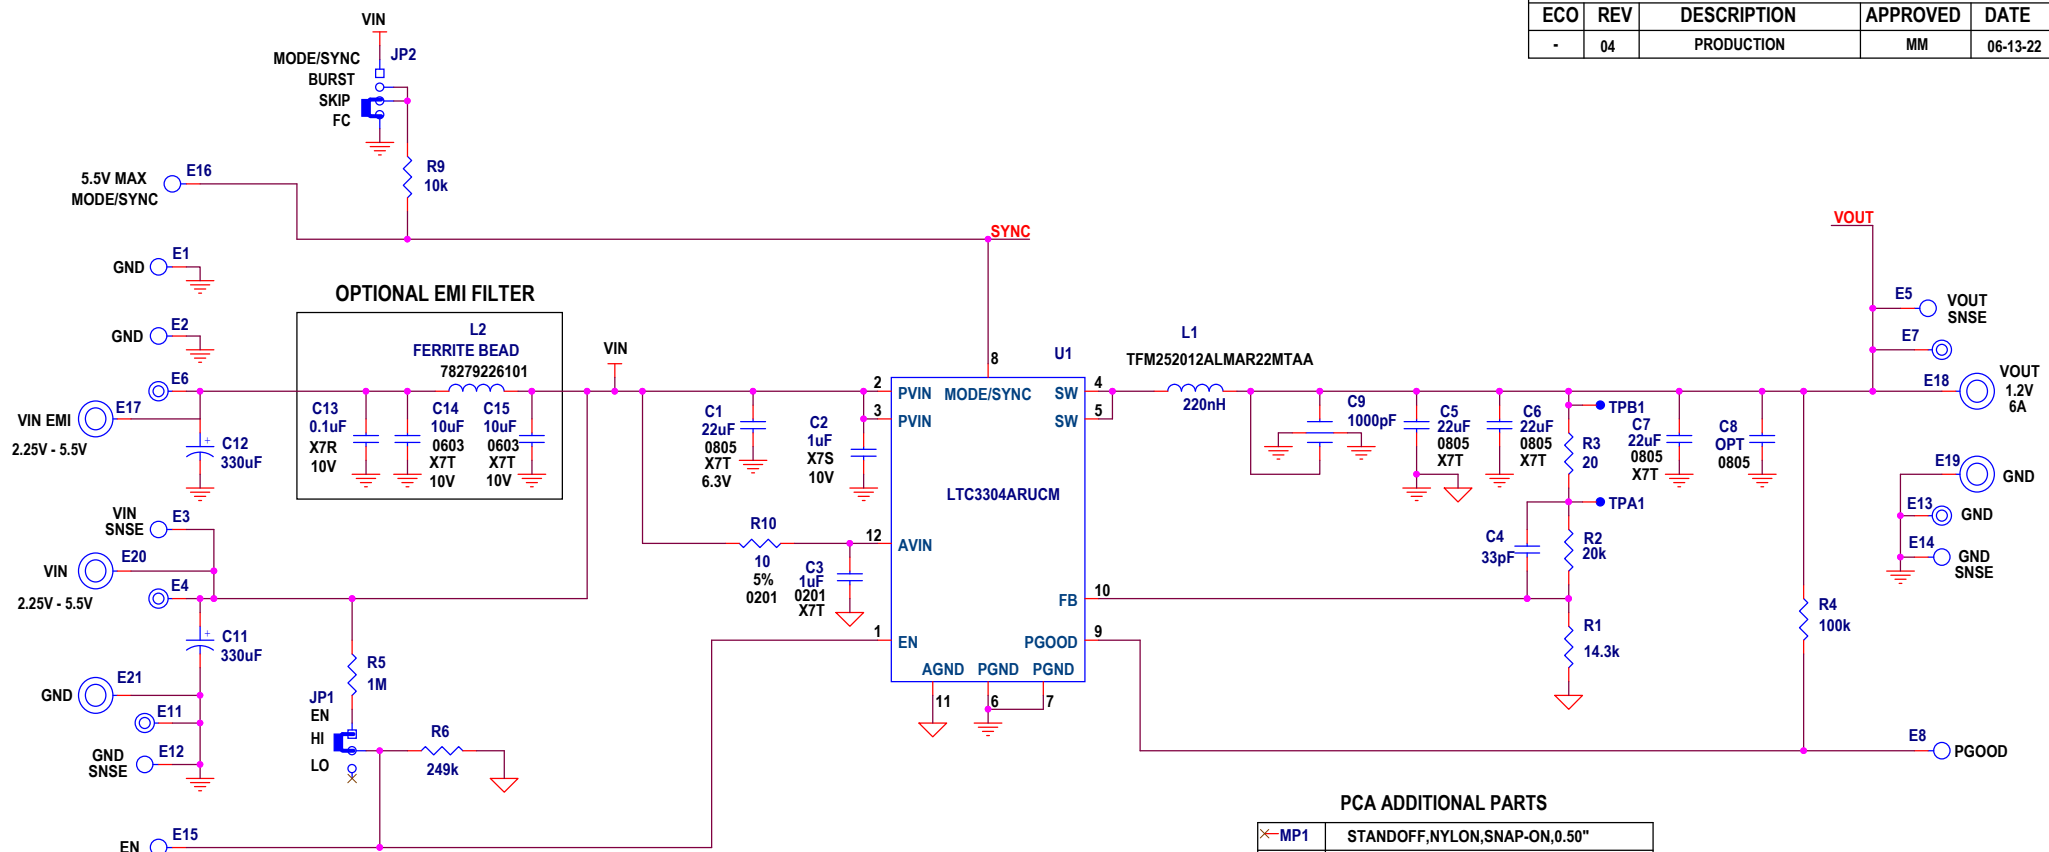 ECO REV DESCRIPTION APPROVED DATE
- 04 PRODUCTION MM 06-13-22
VIN
JP2
MODE/SYNC
BURST
SKIP
FC
R9
10k
5.5V MAX
MODE/SYNC
E16
SYNC
VOUT
GND E1
GND E2
OPTIONAL EMI FILTER
L2
FERRITE BEAD
78279226101
E6
VIN EMI E17
2.25V - 5.5V
C12
330uF
C13
0.1uF
X7R
10V
C14
10uF
0603
X7T
10V
C15
10uF
0603
X7T
10V
VIN
C1
22uF
0805
X7T
6.3V
C2
1uF
X7S
10V
R10
10
5%
0201
C3
1uF
0201
X7T
U1
LTC3304ARUCM
8
MODE/SYNC
2 PVIN
3 PVIN
12 AVIN
1 EN
SW 4
SW 5
FB 10
PGOOD 9
AGND PGND PGND
11 6 7
L1
TFM252012ALMAR22MTAA
220nH
C9
1000pF
C5
22uF
0805
X7T
C6
22uF
0805
X7T
TPB1
R3
20
TPA1
C4
33pF
R2
20k
R1
14.3k
C7
22uF
0805
X7T
C8
OPT
0805
R4
100k
E5 VOUT
SNSE
E7
E18 VOUT
1.2V
6A
E19 GND
E13 GND
E14 GND
SNSE
E8 PGOOD
VIN
SNSE
E3
VIN E20
2.25V - 5.5V
E4
C11
330uF
GND E21
E11
GND
SNSE
E12
R5
1M
JP1
EN
HI
LO
R6
249k
EN E15
PCA ADDITIONAL PARTS
MP1 STANDOFF,NYLON,SNAP-ON,0.50"